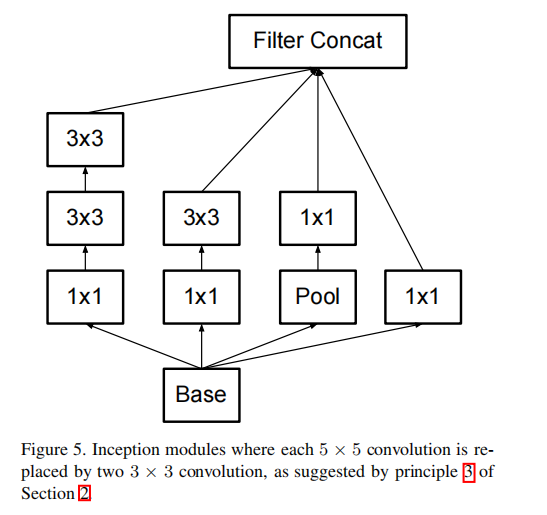 Filter Concat
3x3
3x3
3x3
1x1
1x1
1x1
Pool
1x1
Base
Figure 5. Inception modules where each 5 × 5 convolution is re-
placed by two 3 × 3 convolution, as suggested by principle 3 of
Section 2